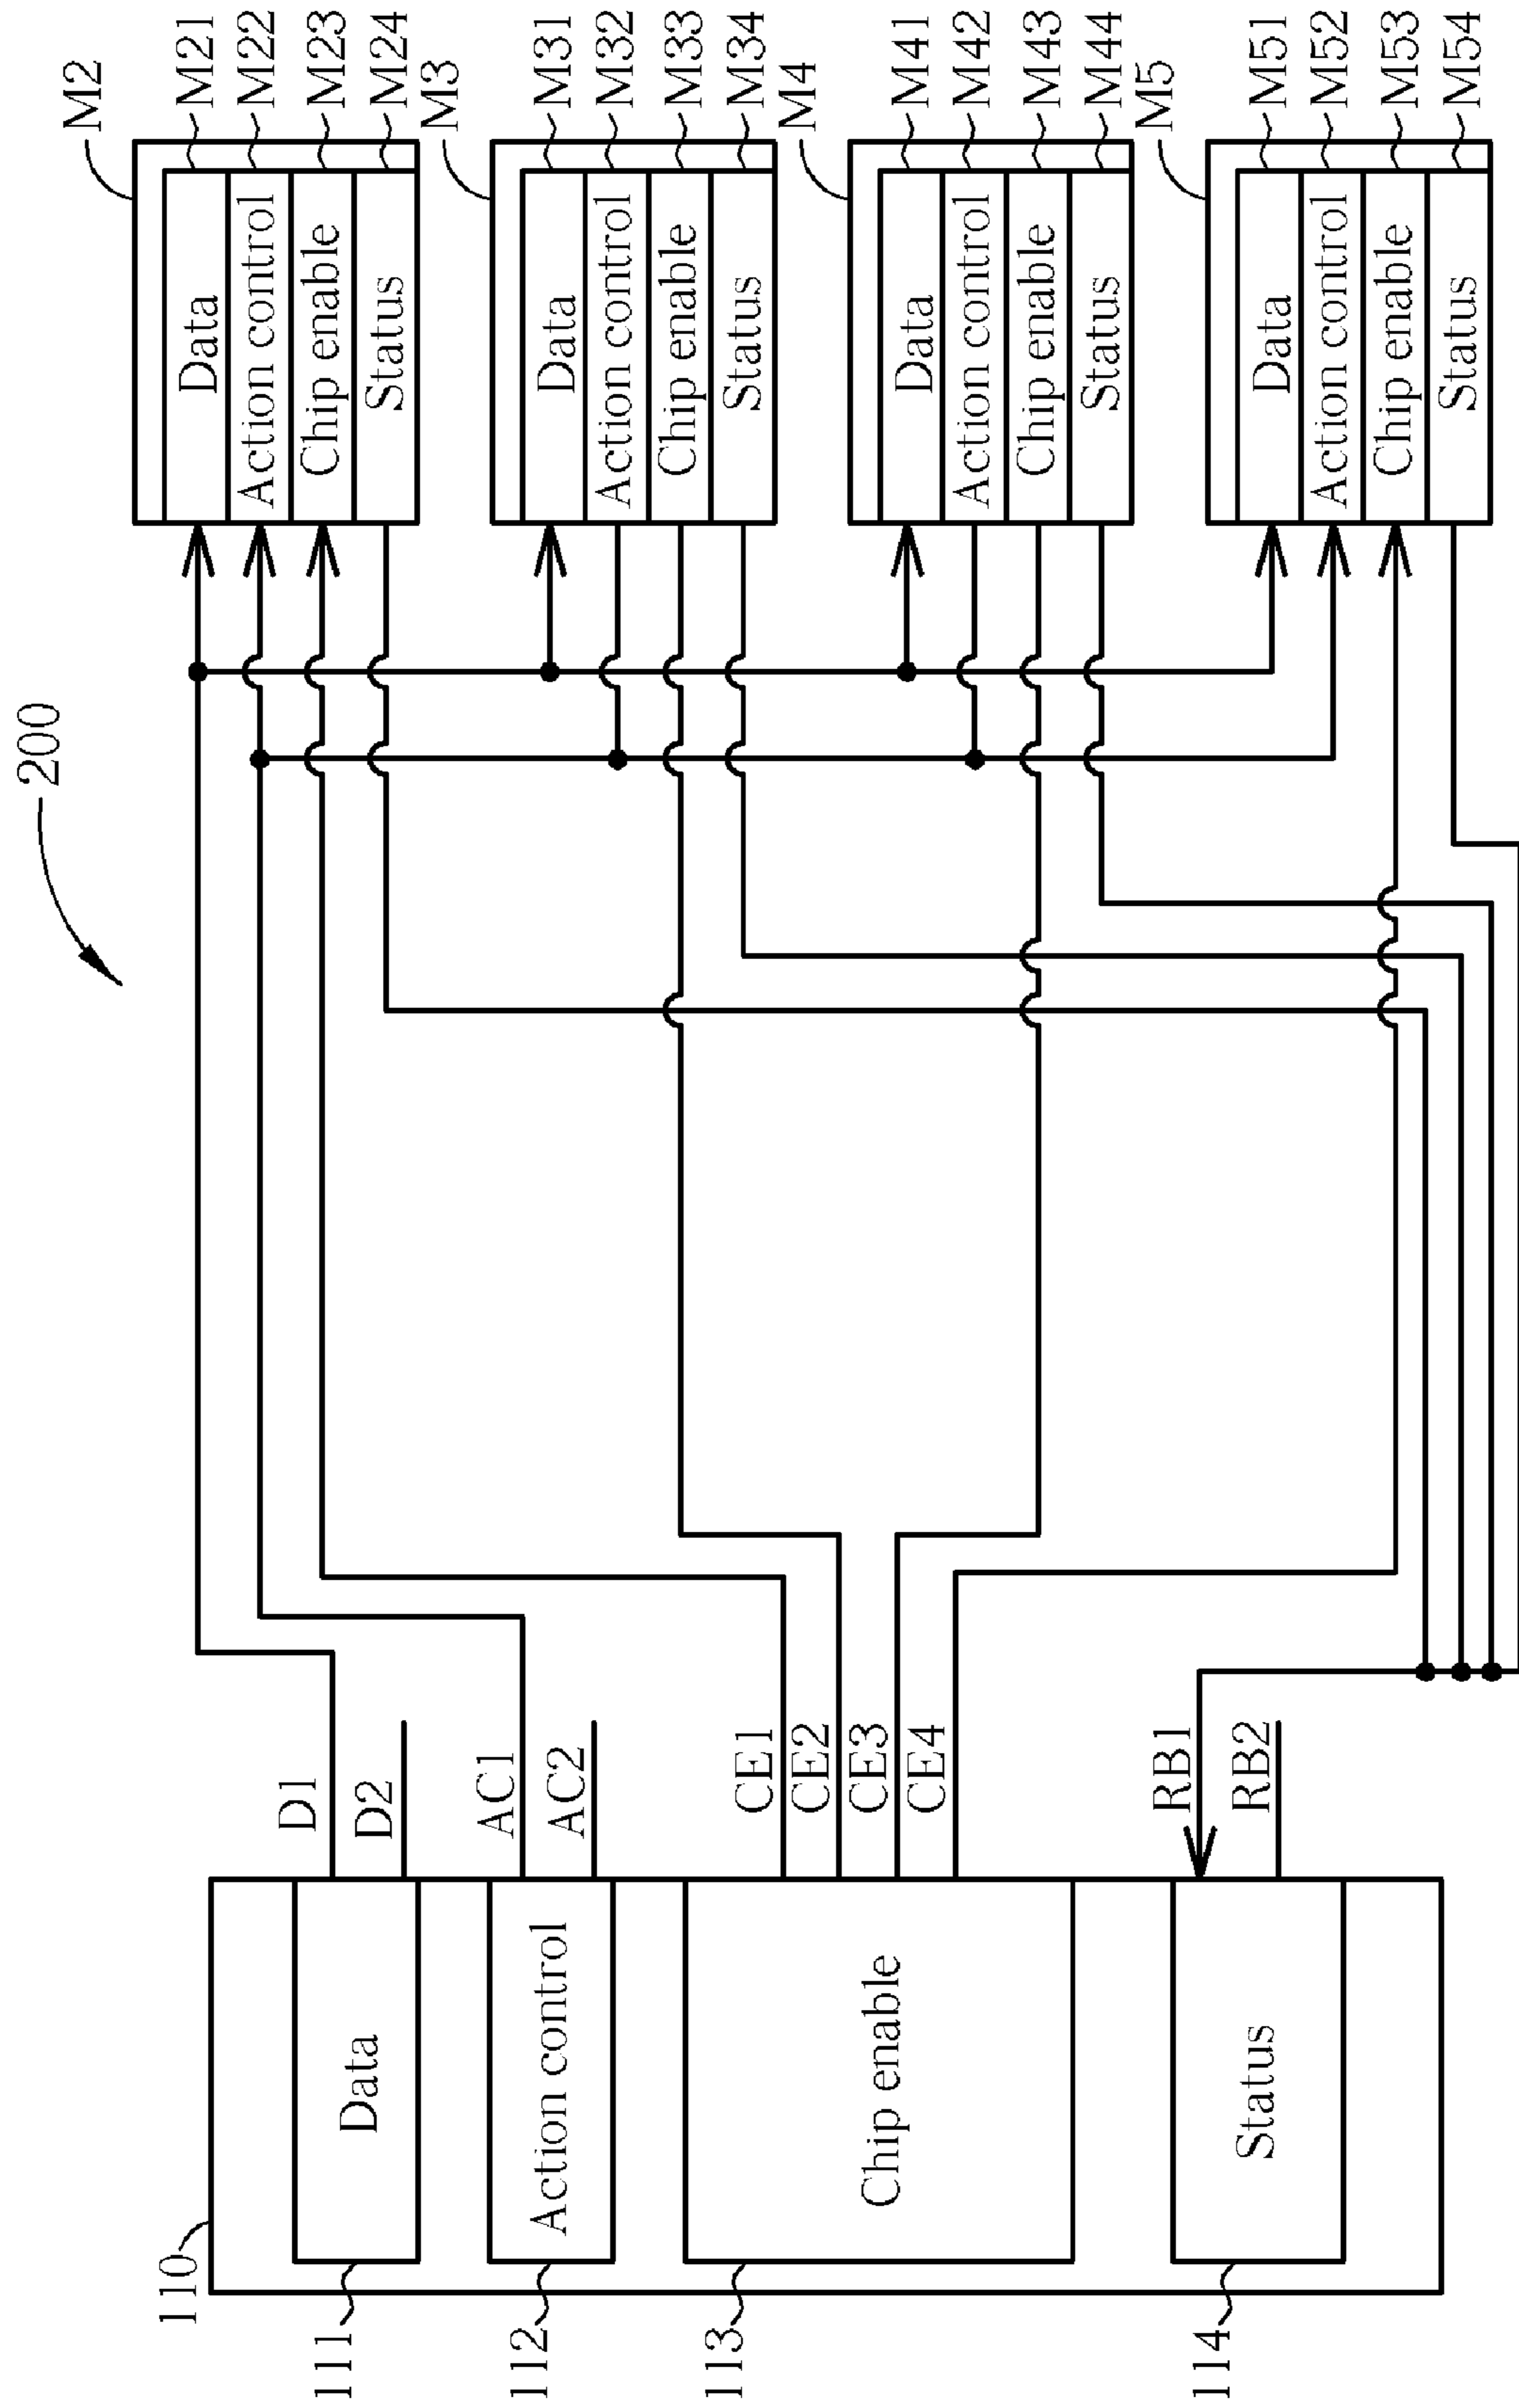 200
110
111
Data
D1
D2
112
Action control
AC1
AC2
113
Chip enable
CE1
CE2
CE3
CE4
114
Status
RB1
RB2
M2
Data
M21
Action control
M22
Chip enable
M23
Status
M24
M3
Data
M31
Action control
M32
Chip enable
M33
Status
M34
M4
Data
M41
Action control
M42
Chip enable
M43
Status
M44
M5
Data
M51
Action control
M52
Chip enable
M53
Status
M54